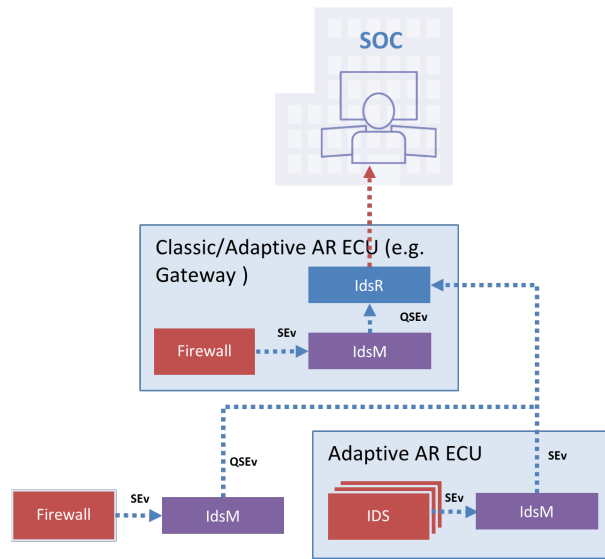 SOC
Classic/Adaptive AR ECU (e.g.
Gateway )
IdsR
QSEv
SEv
Firewall
IdsM
Adaptive AR ECU
QSEv
SEv
SEv
SEv
Firewall
IdsM
IDS
IdsM